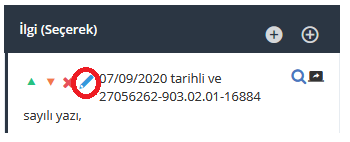 İlgi (Seçerek)
07/09/2020 tarihli ve
27056262-903.02.01-16884
sayılı yazı,